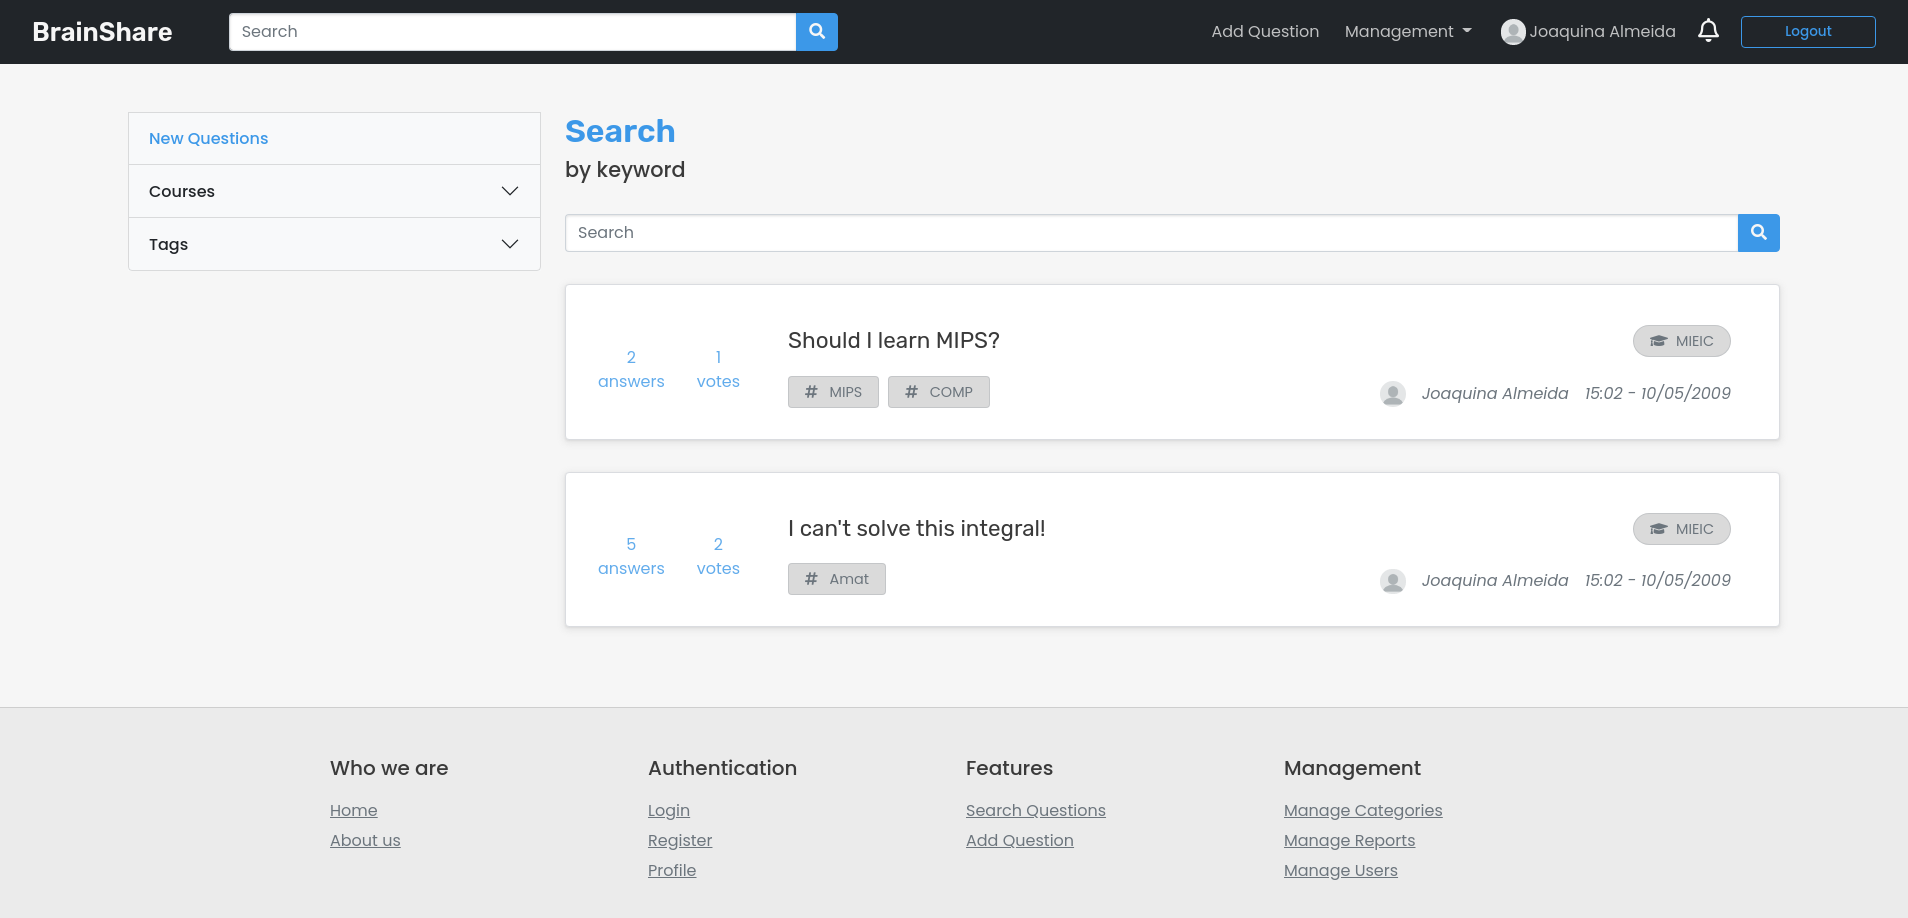 BrainShare
Search
Add Question
Management
Joaquina Almeida
Logout
New Questions
Courses
Tags
Search
by keyword
Search
2
answers
1
votes
Should I learn MIPS?
# MIPS
# COMP
MIEIC
Joaquina Almeida 15:02 - 10/05/2009
5
answers
2
votes
I can't solve this integral!
# Amat
MIEIC
Joaquina Almeida 15:02 - 10/05/2009
Who we are
Home
About us
Authentication
Login
Register
Profile
Features
Search Questions
Add Question
Management
Manage Categories
Manage Reports
Manage Users